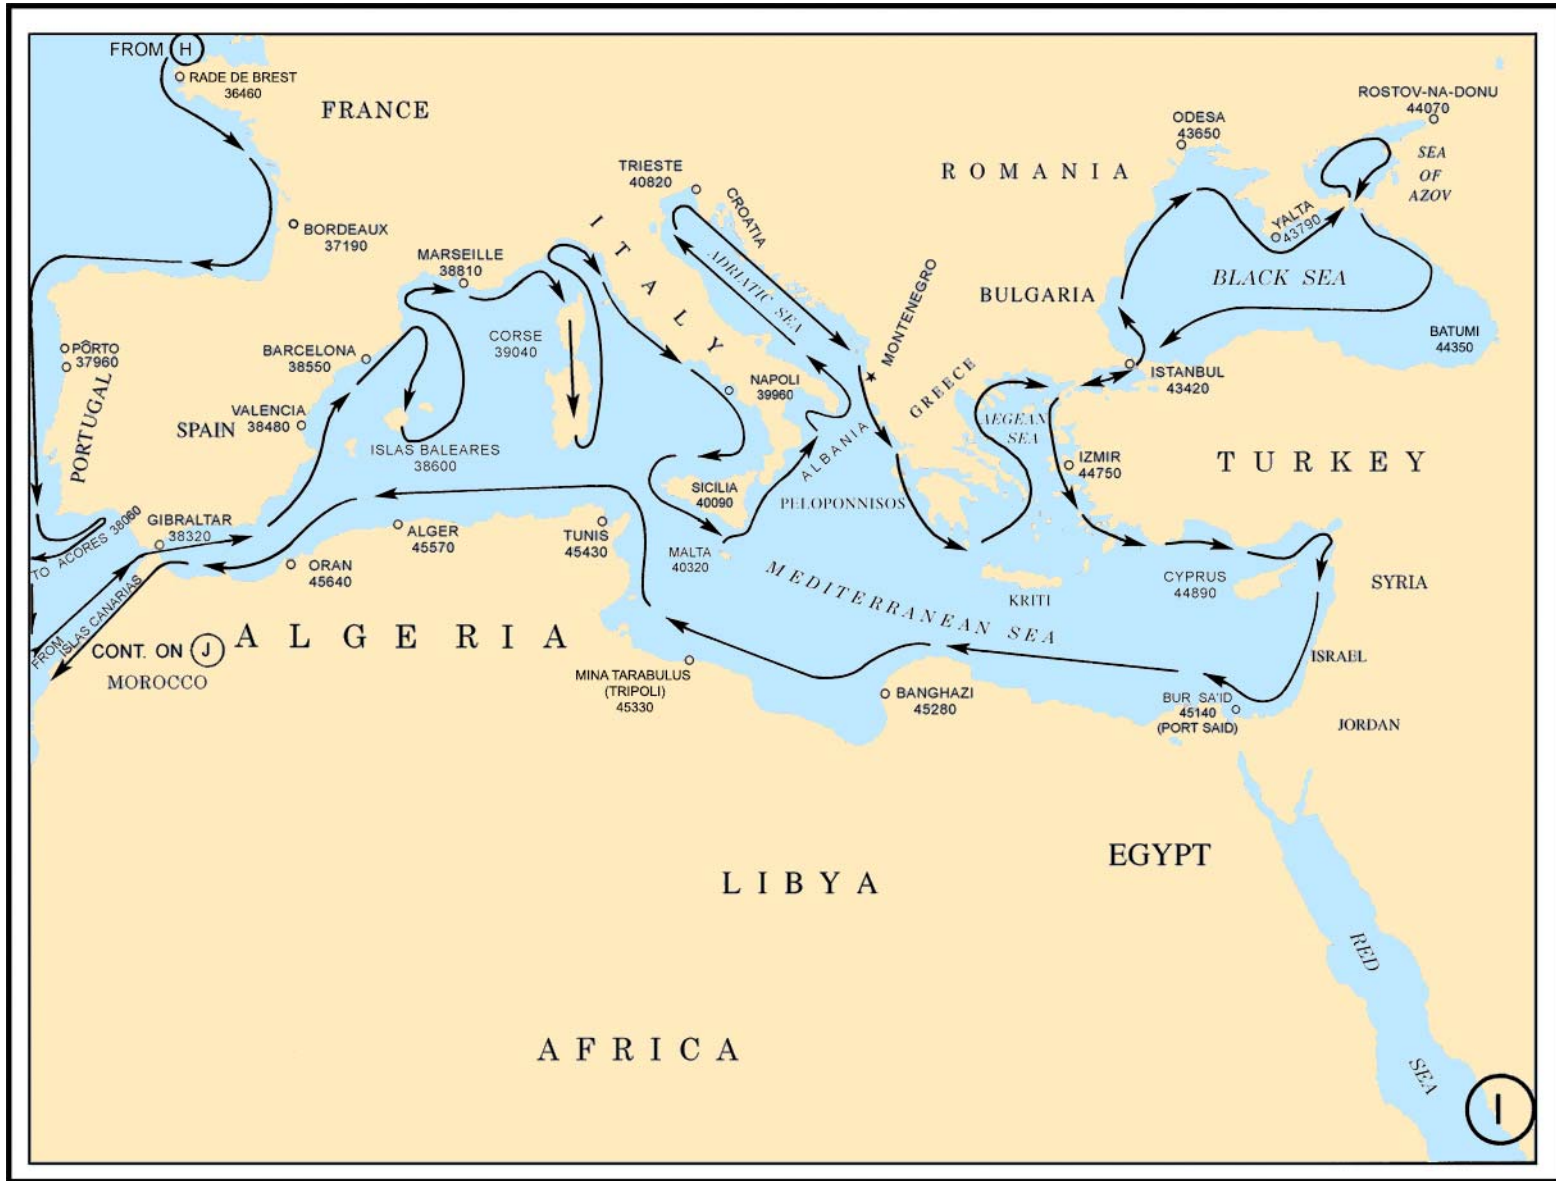 FROM H
RADE DE BREST
36460
FRANCE
BORDEAUX
37190
MARSEILLE
38810
BARCELONA
38550
VALENCIA
38480
SPAIN
PÔRTO
37960
PORTUGAL
GIBRALTAR
38320
TO ACORES 38060
FROM
ISLAS CANARIAS
CONT. ON J
MOROCCO
ISLAS BALEARES
38600
CORSE
39040
ITALY
TRIESTE
40820
CROATIA
ADRIATIC SEA
MONTENEGRO
NAPOLI
39960
SICILIA
40090
MALTA
40320
ALBANIA
GREECE
PELOPONNISOS
AEGEAN
SEA
KRITI
MEDITERRANEAN SEA
ROMANIA
BULGARIA
ODESA
43650
YALTA
43790
ROSTOV-NA-DONU
44070
SEA
OF
AZOV
BLACK SEA
BATUMI
44350
ISTANBUL
43420
IZMIR
44750
TURKEY
CYPRUS
44890
SYRIA
ISRAEL
JORDAN
BUR SA'ID
45140
(PORT SAID)
BANGHAZI
45280
MINA TARABULUS
(TRIPOLI)
45330
TUNIS
45430
ALGER
45570
ORAN
45640
ALGERIA
LIBYA
EGYPT
AFRICA
RED
SEA
I